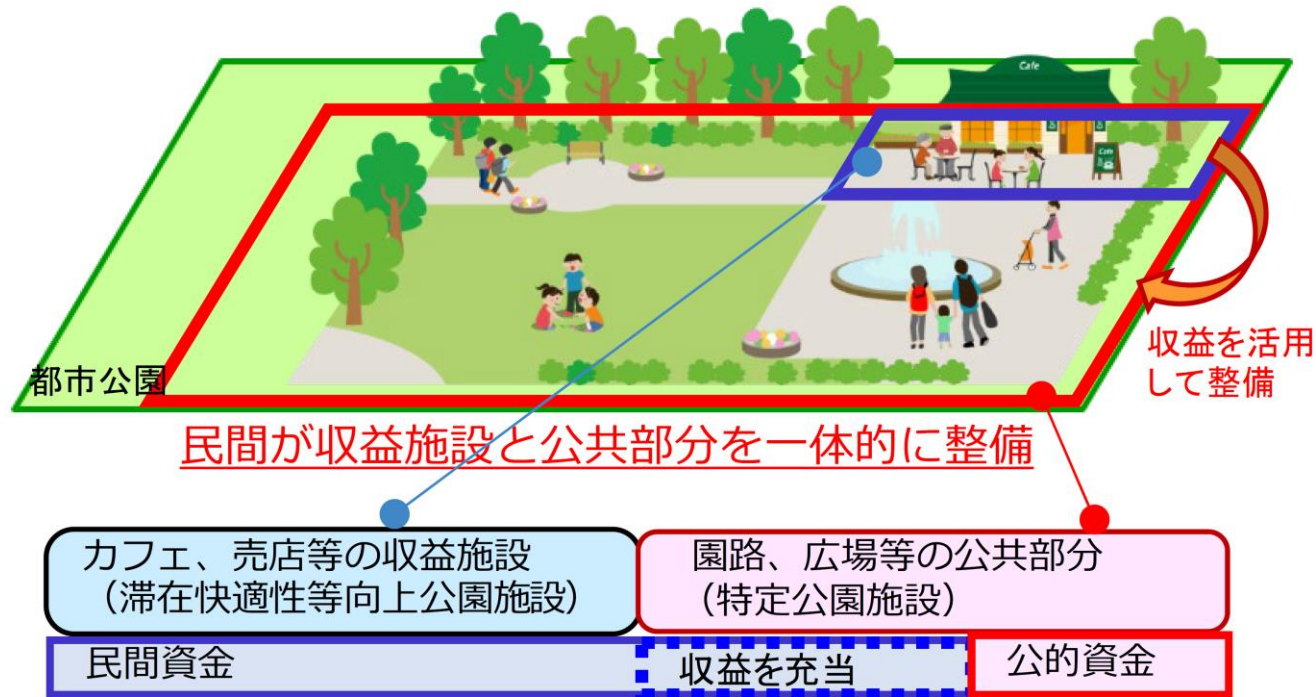 Cafe
Cafe
都市公園
収益を活用
して整備
民間が収益施設と公共部分を一体的に整備
カフェ、売店等の収益施設
（滞在快適性等向上公園施設）
園路、広場等の公共部分
（特定公園施設）
民間資金
収益を充当
公的資金